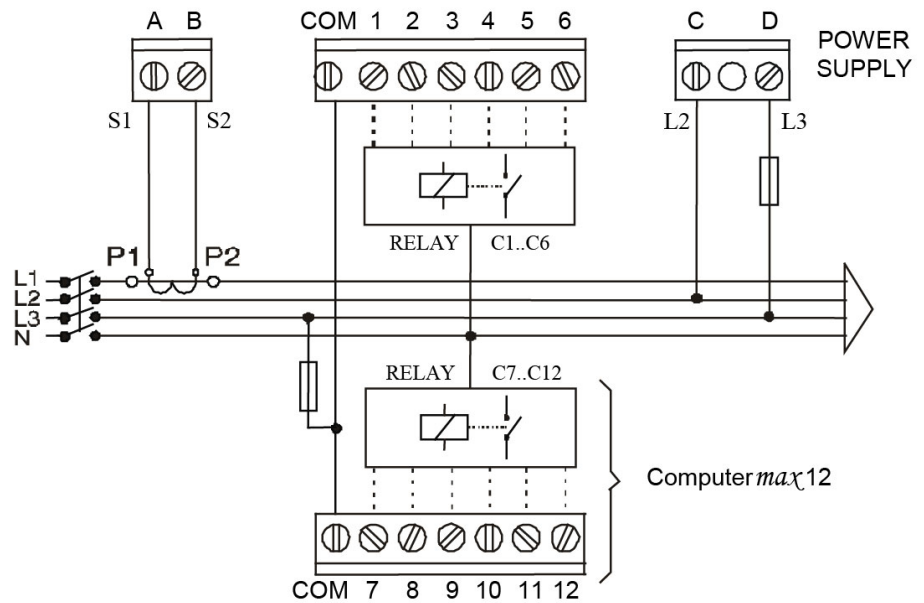 A B
COM 1 2 3 4 5 6
C D
POWER
SUPPLY
S1 S2
L2 L3
RELAY C1..C6
P1 P2
L1
L2
L3
N
RELAY C7..C12
Computer max 12
COM 7 8 9 10 11 12